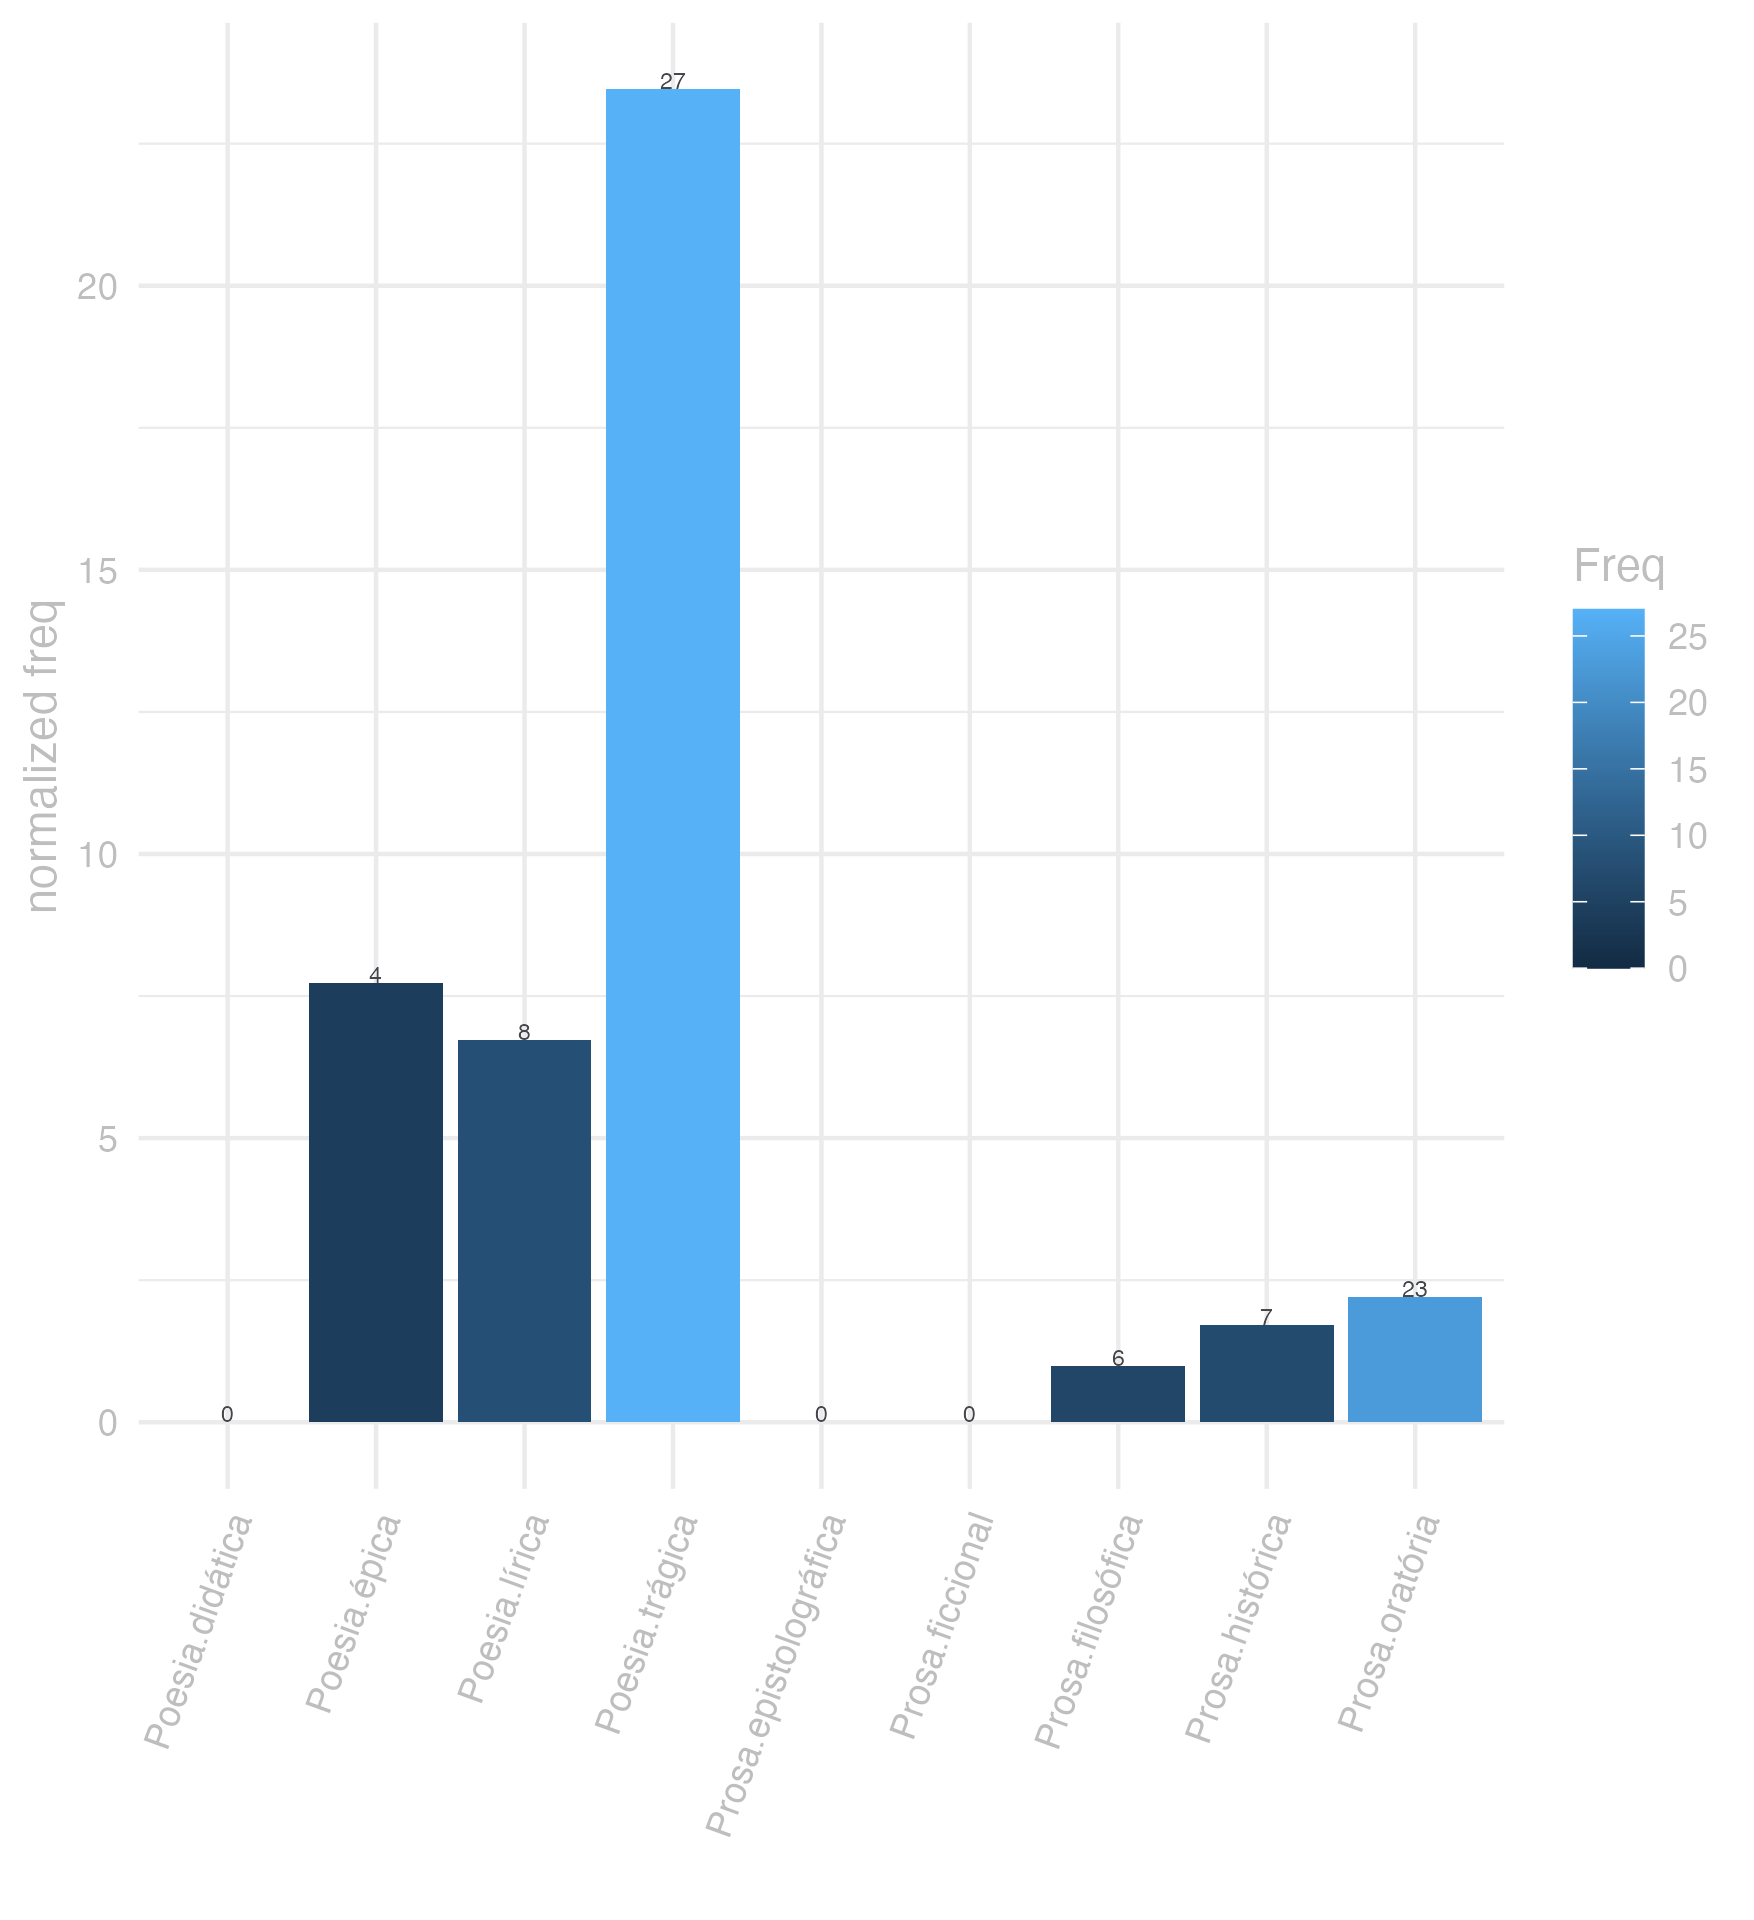 normalized freq
20
15
10
5
0
0
4
8
27
0
0
6
7
23
Poesia.didática
Poesia.épica
Poesia.lírica
Poesia.trágica
Prosa.epistolográfica
Prosa.ficcional
Prosa.filosófica
Prosa.histórica
Prosa.oratória
Freq
25
20
15
10
5
0